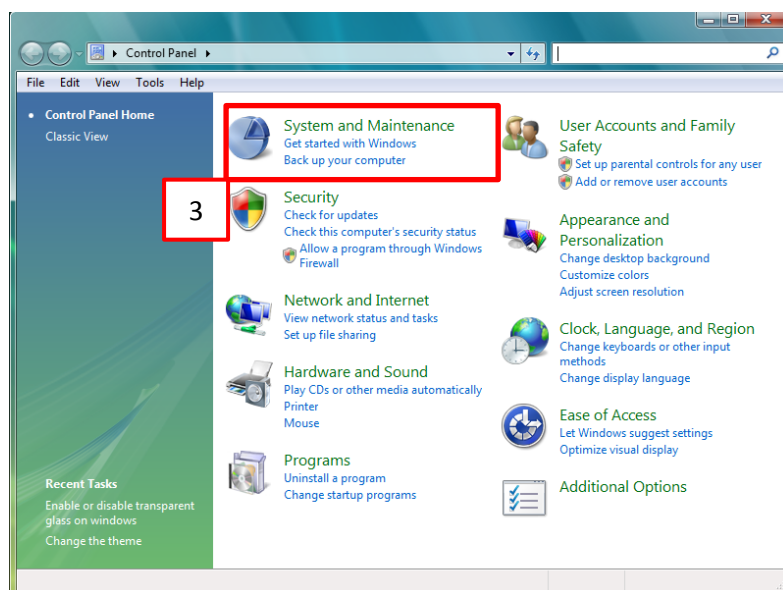 Control Panel
File Edit View Tools Help
Control Panel Home
Classic View
System and Maintenance
Get started with Windows
Back up your computer
3
Security
Check for updates
Check this computer's security status
Allow a program through Windows
Firewall
Network and Internet
View network status and tasks
Set up file sharing
Hardware and Sound
Play CDs or other media automatically
Printer
Mouse
Programs
Uninstall a program
Change startup programs
User Accounts and Family
Safety
Set up parental controls for any user
Add or remove user accounts
Appearance and
Personalization
Change desktop background
Customize colors
Adjust screen resolution
Clock, Language, and Region
Change keyboards or other input
methods
Change display language
Ease of Access
Let Windows suggest settings
Optimize visual display
Additional Options
Recent Tasks
Enable or disable transparent
glass on windows
Change the theme